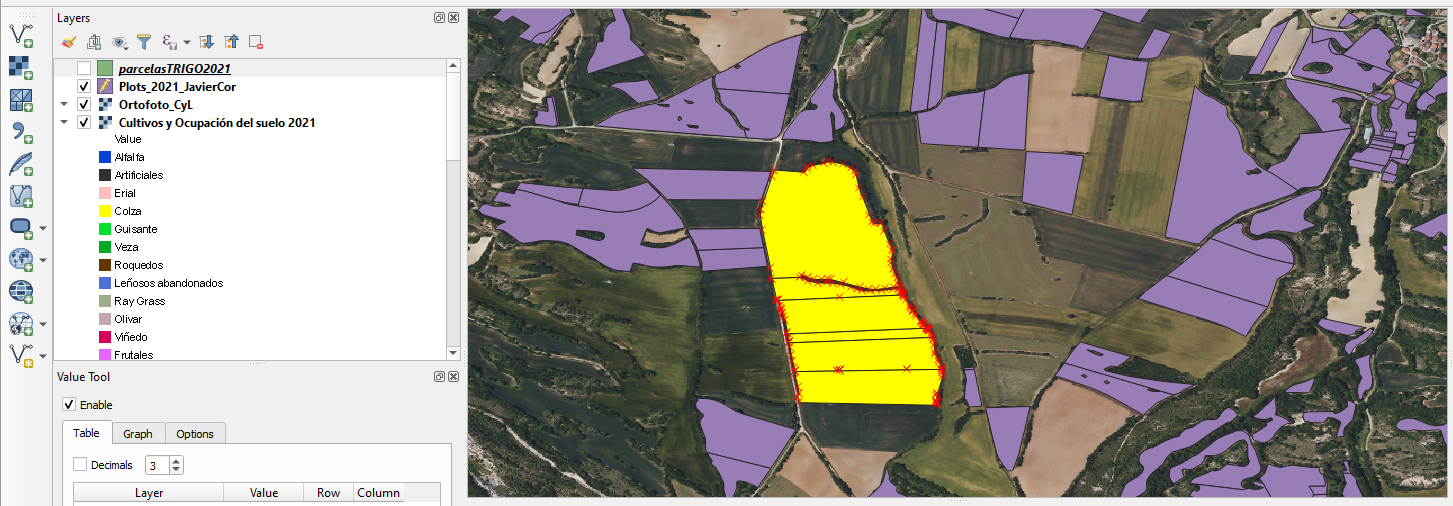 Layers
parcelasTRIGO2021
Plots_2021_JavierCor
Ortofoto_CyL
Cultivos y Ocupación del suelo 2021
Value
Alfalfa
Artificiales
Erial
Colza
Guisante
Veza
Roquedos
Leñosos abandonados
Ray Grass
Olivar
Viñedo
Frutales
Value Tool
Enable
Table Graph Options
Decimals 3
Layer Value Row Column